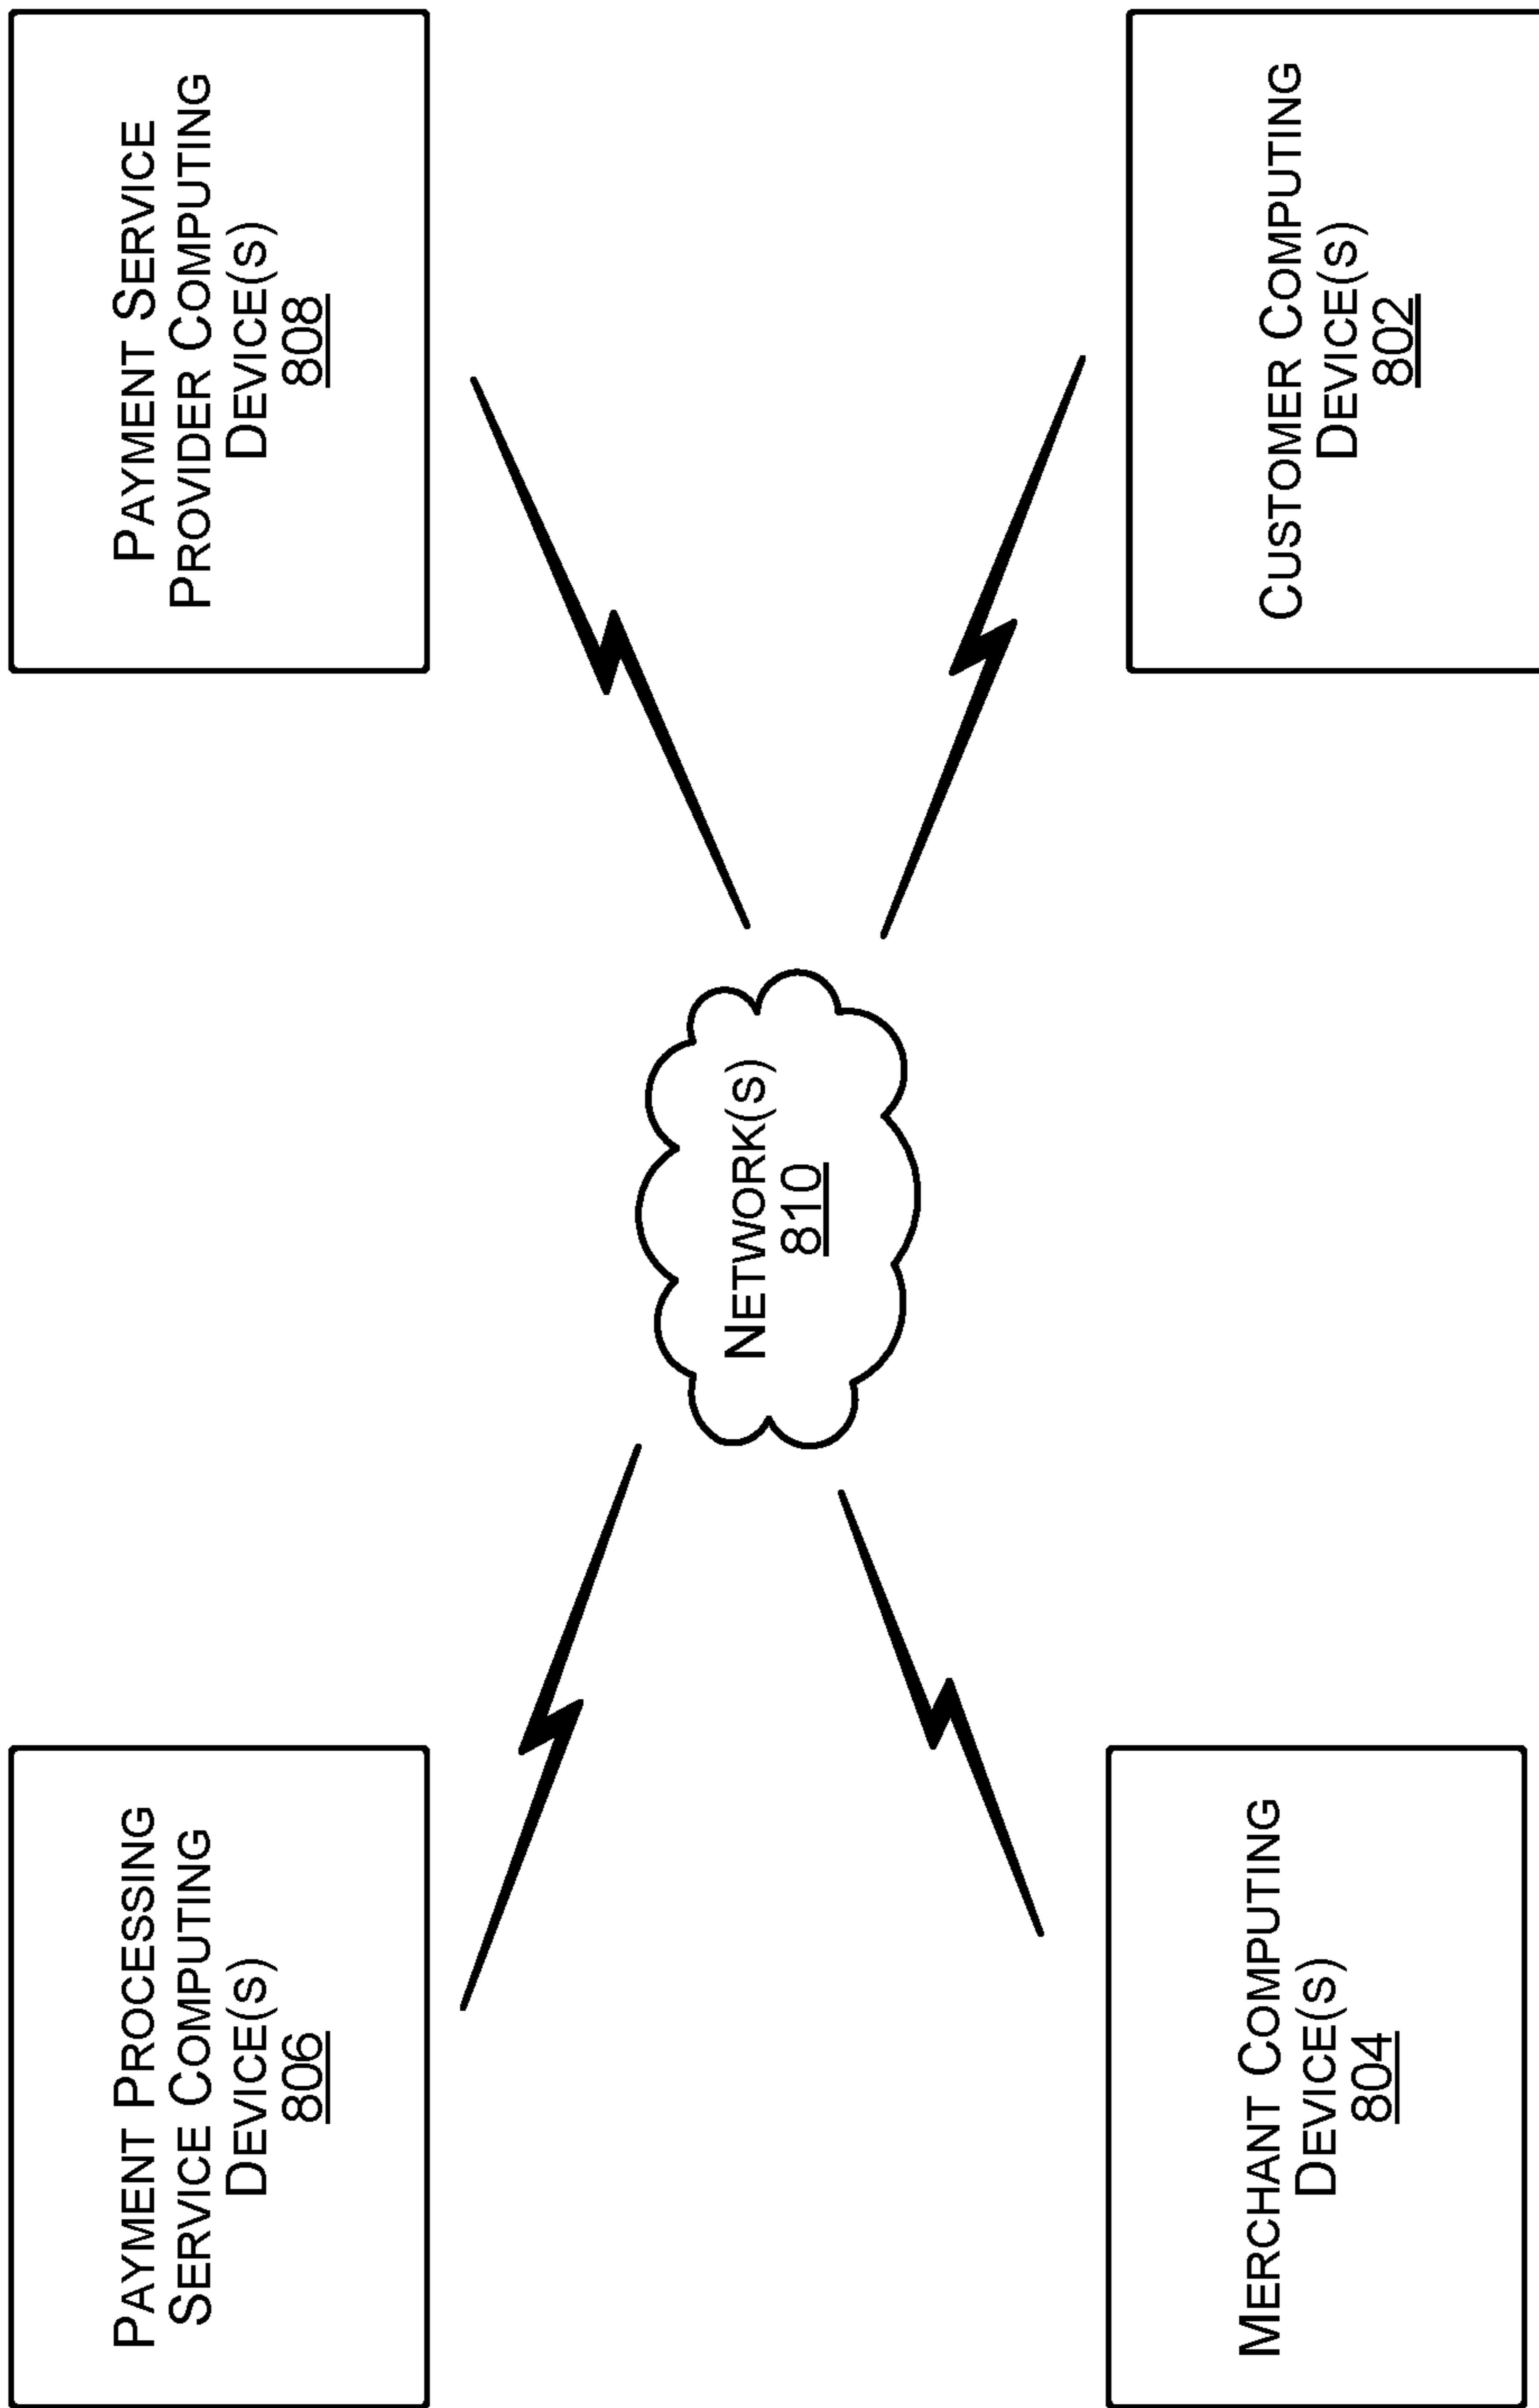 PAYMENT PROCESSING
SERVICE COMPUTING
DEVICE(S)
806
PAYMENT SERVICE
PROVIDER COMPUTING
DEVICE(S)
808
NETWORK(S)
810
MERCHANT COMPUTING
DEVICE(S)
804
CUSTOMER COMPUTING
DEVICE(S)
802